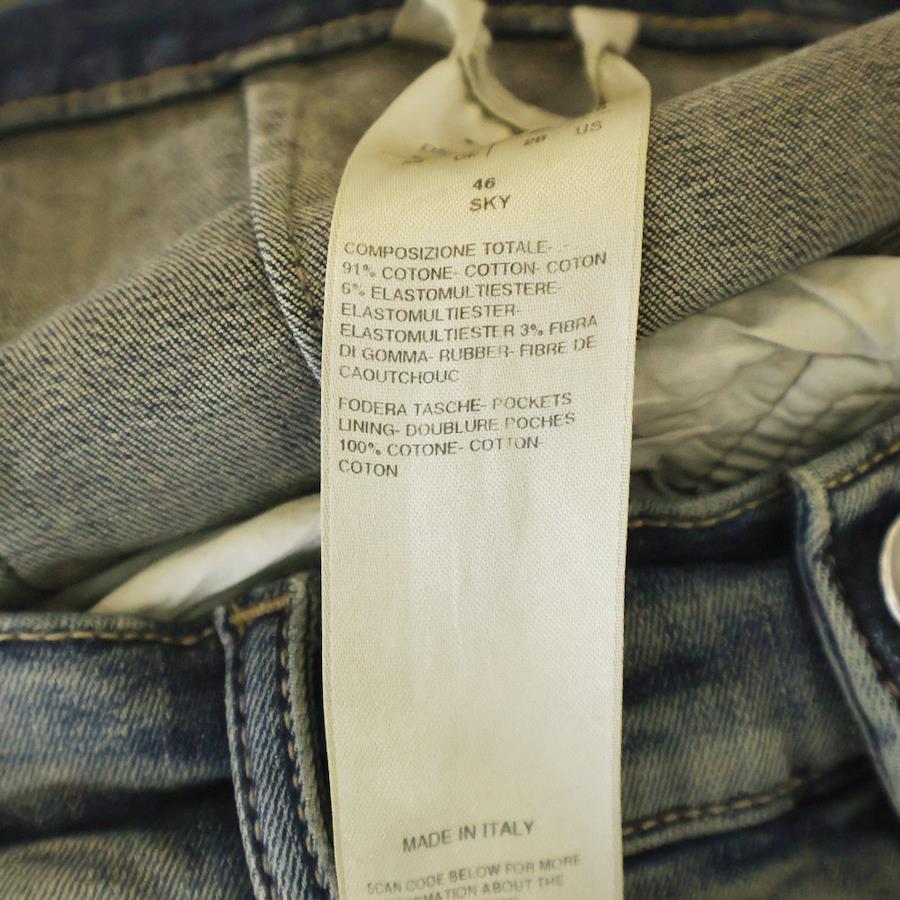 US
46
SKY
COMPOSIZIONE TOTALE- -
91% COTONE- COTTON- COTON
6% ELASTOMULTIESTERE-
ELASTOMULTIESTER-
ELASTOMULTIESTER 3% FIBRA
DI GOMMA- RUBBER- FIBRE DE
CAOUTCHOUC
FODERA TASCHE- POCKETS
LINING- DOUBLURE POCHES
100% COTONE- COTTON-
COTON
MADE IN ITALY
SCAN CODE BELOW FOR MORE
ABOUT THE